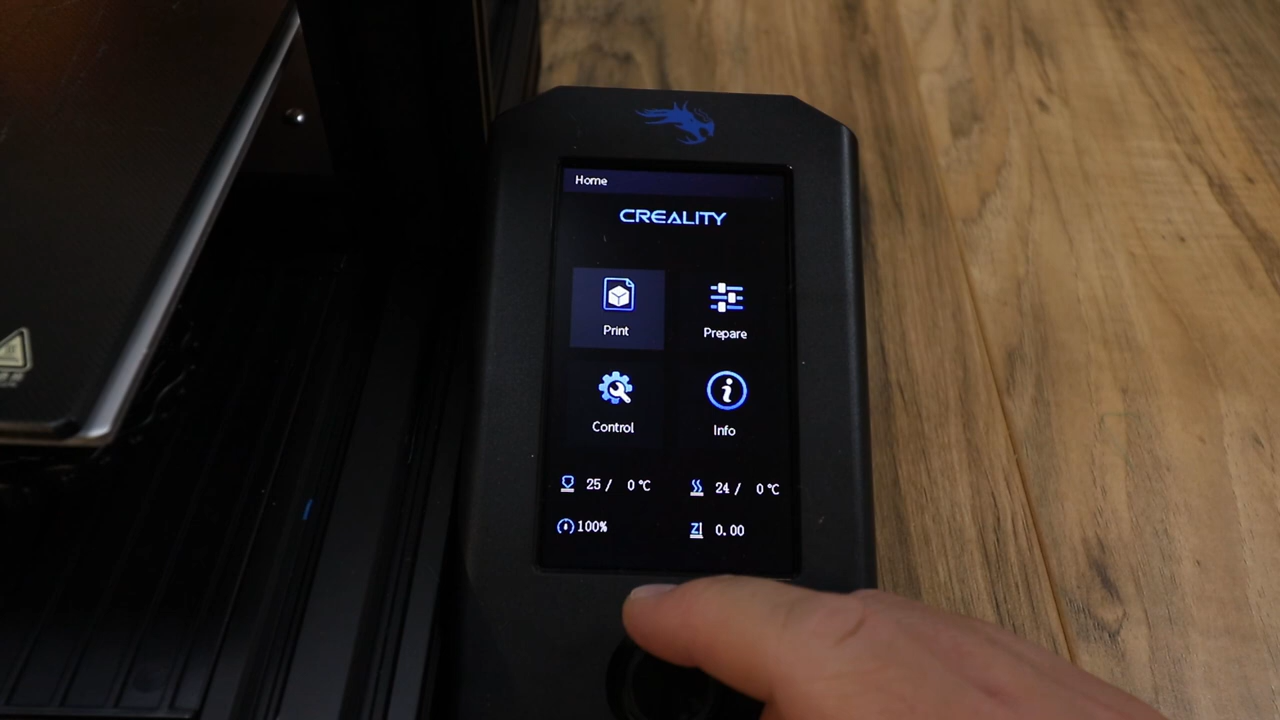 Home
CREALITY
Print
Prepare
Control
Info
25 / 0 ℃
24 / 0 ℃
100%
Z 0.00